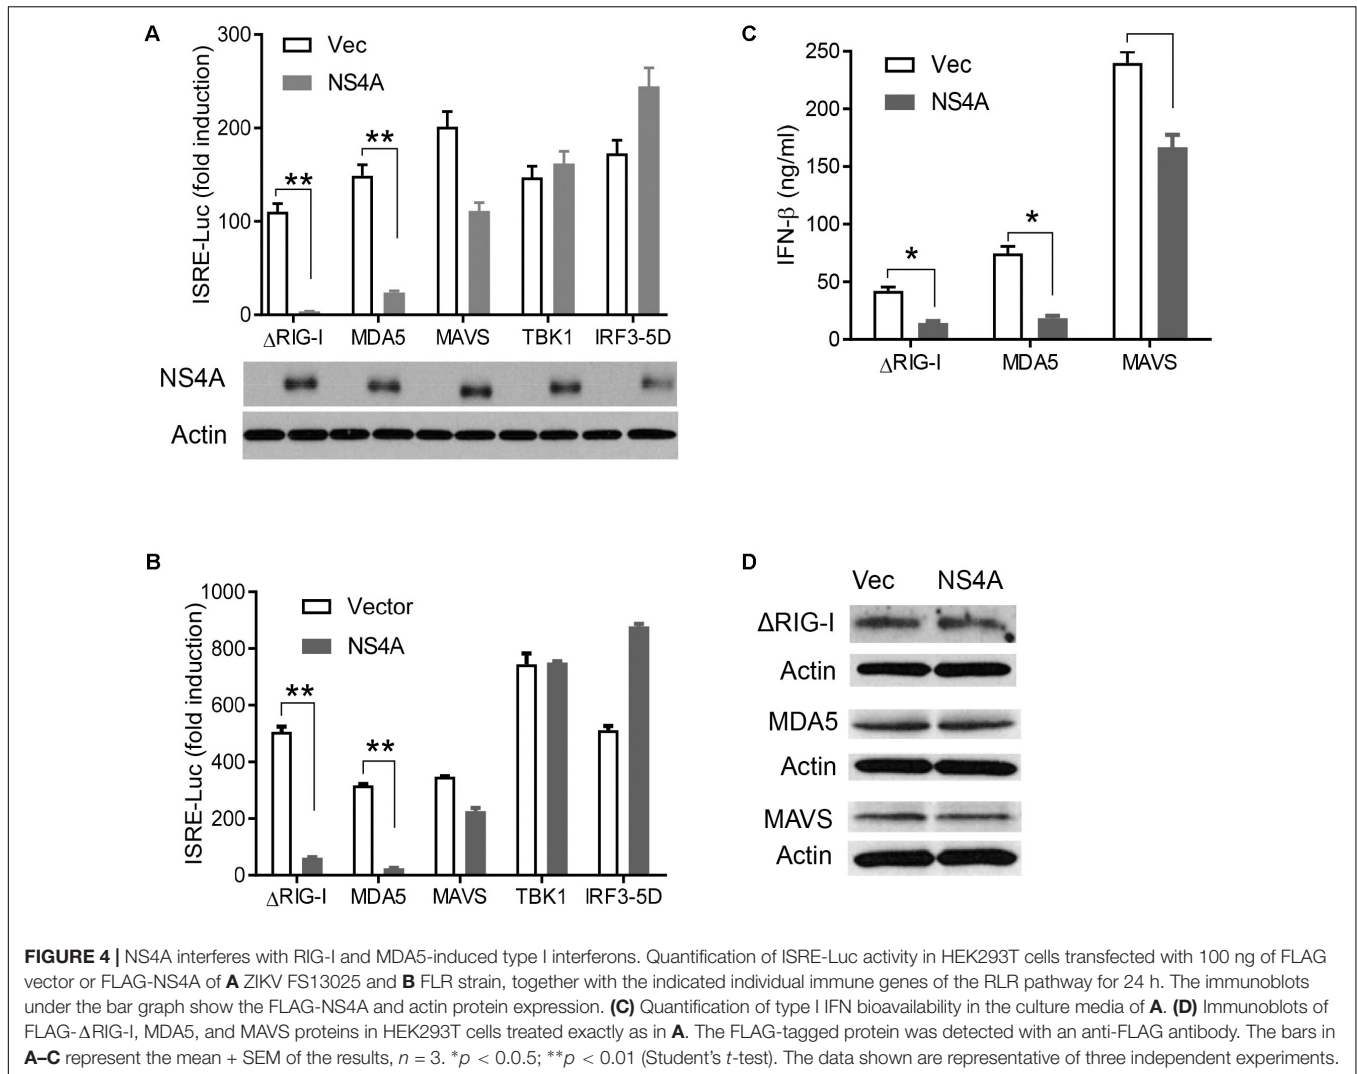 A
300
200
100
0
ISRE-Luc (fold induction)
Vec
NS4A
**
**
ΔRIG-I MDA5 MAVS TBK1 IRF3-5D
NS4A
Actin
C
250
200
150
100
50
0
IFN-β (ng/ml)
Vec
NS4A
*
*
ΔRIG-I MDA5 MAVS
B
1000
800
600
400
200
0
ISRE-Luc (fold induction)
Vector
NS4A
**
**
ΔRIG-I MDA5 MAVS TBK1 IRF3-5D
D
Vec NS4A
ΔRIG-I
Actin
MDA5
Actin
MAVS
Actin
FIGURE 4 | NS4A interferes with RIG-I and MDA5-induced type I interferons. Quantification of ISRE-Luc activity in HEK293T cells transfected with 100 ng of FLAG
vector or FLAG-NS4A of A ZIKV FS13025 and B FLR strain, together with the indicated individual immune genes of the RLR pathway for 24 h. The immunoblots
under the bar graph show the FLAG-NS4A and actin protein expression. (C) Quantification of type I IFN bioavailability in the culture media of A. (D) Immunoblots of
FLAG-ΔRIG-I, MDA5, and MAVS proteins in HEK293T cells treated exactly as in A. The FLAG-tagged protein was detected with an anti-FLAG antibody. The bars in
A–C represent the mean + SEM of the results, n = 3. *p < 0.0.5; **p < 0.01 (Student's t-test). The data shown are representative of three independent experiments.